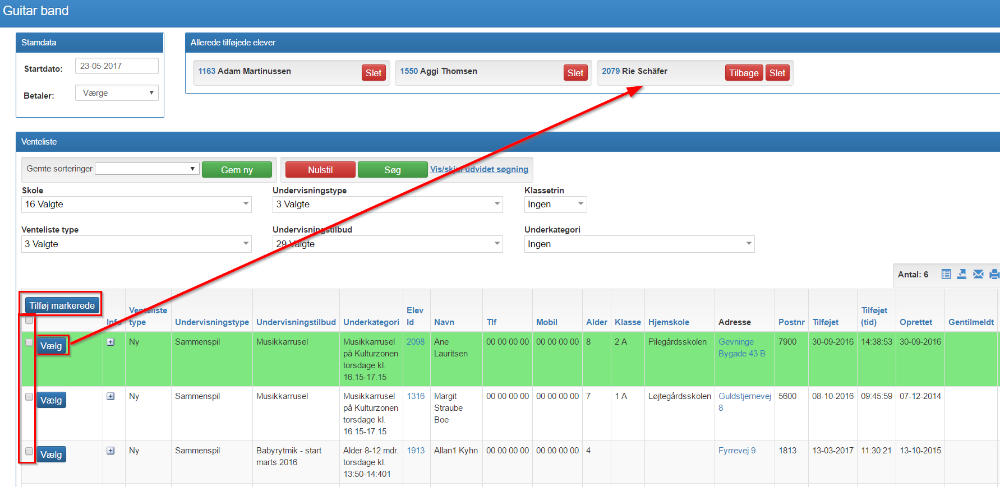 Guitar band
Stamdata
Startdato: 23-05-2017
Betaler: Værge
Allerede tilføjede elever
1163 Adam Martinussen Slet
1550 Aggi Thomsen Slet
2079 Rie Schäfer Tilbage Slet
Venteliste
Gemte sorteringer Gem ny Nulstil Søg Vis/skjul udvidet søgning
Skole Undervisningstype Klassetrin
16 Valgte 3 Valgte Ingen
Venteliste type Undervisningstilbud Underkategori
3 Valgte 29 Valgte Ingen
Antal: 6
Tilføj markerede
Info
Venteliste
type
Undervisningstype
Undervisningstilbud
Underkategori
Elev
Id
Navn
Tlf
Mobil
Alder
Klasse
Hjemskole
Adresse
Postnr
Tilføjet
Tilføjet
(tid)
Oprettet
Gentilmeldt
Vælg Ny Sammenspil Musikkarrusel Musikkarrusel 2098 Ane 00 00 00 00 00 00 00 00 8 2 A Pilegårdsskolen Gevninge 7900 30-09-2016 14:38:53 30-09-2016
på Kulturzonen Lauritsen Bygade 43 B
torsdage kl.
16.15-17.15
Vælg Ny Sammenspil Musikkarrusel Musikkarrusel 1316 Margit 00 00 00 00 00 00 00 00 7 1 A Løjtegårdsskolen Guldstjernevej 5600 08-10-2016 09:45:59 07-12-2014
på Kulturzonen Straube 8
torsdage kl. Boe
16.15-17.15
Vælg Ny Sammenspil Babyrytmik - start Alder 8-12 mdr. 1913 Allan1 Kyhn 00 00 00 00 00 00 00 00 4 Fyrrevej 9 1813 13-03-2017 11:30:21 13-10-2015
marts 2016 torsdage kl.
13:50-14:401